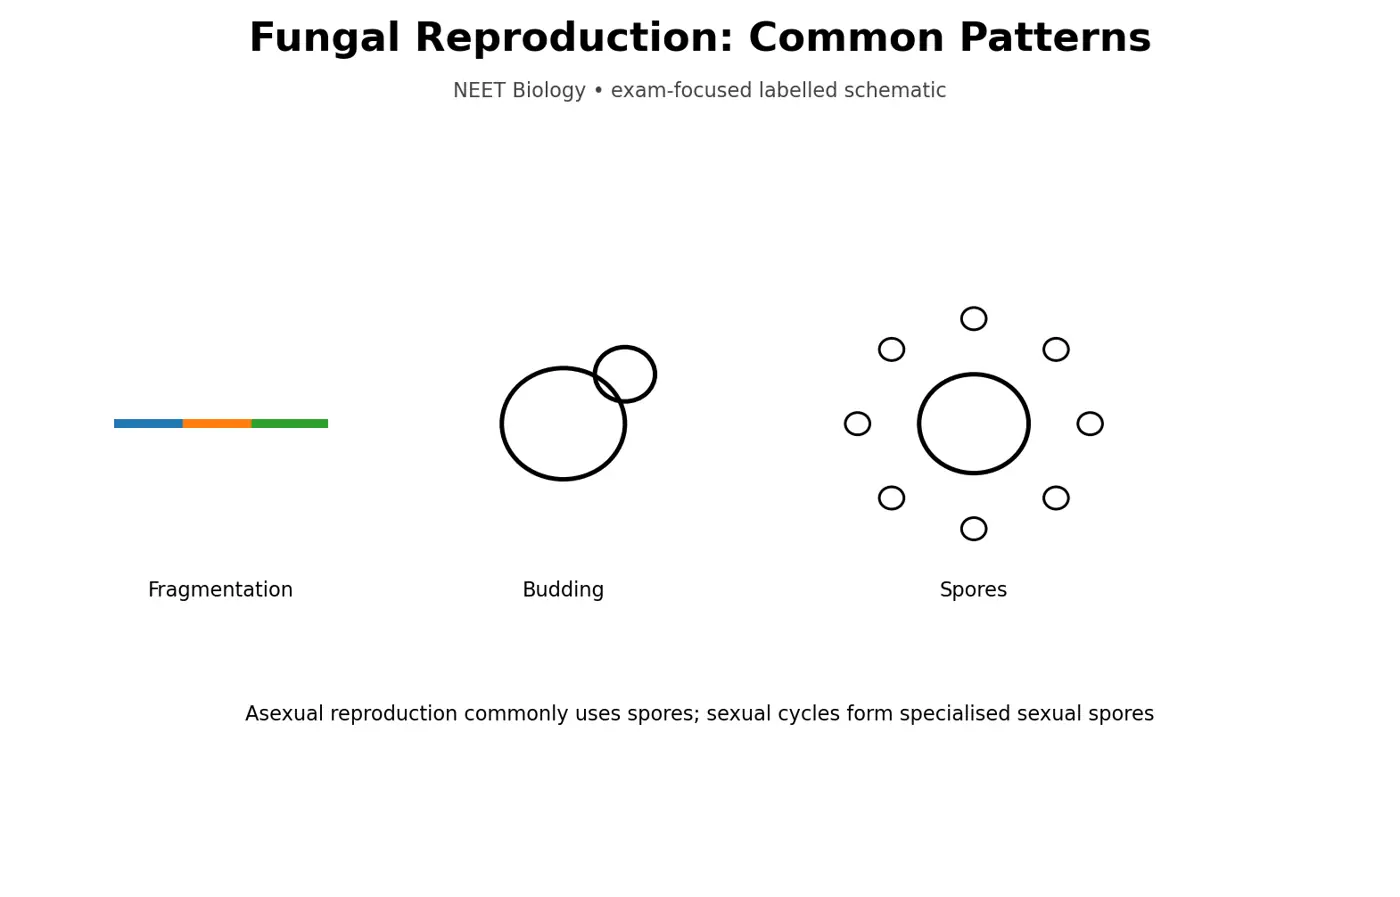 Fungal Reproduction: Common Patterns
NEET Biology • exam-focused labelled schematic
Fragmentation
Budding
Spores
Asexual reproduction commonly uses spores; sexual cycles form specialised sexual spores